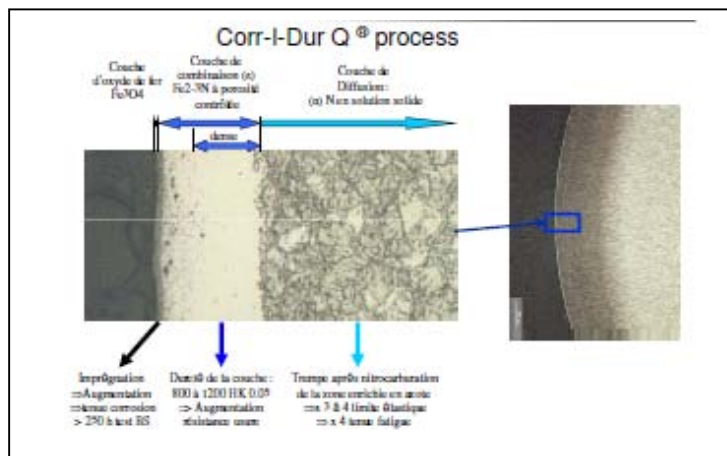 Corr-I-Dur Q ® process
Couche
d'oxyde de fer
Fe3O4
Couche de
combinaison (ε)
Fe2-3N à porosité
contrôlée
Couche de
Diffusion :
(α) N en solution solide
dense
Imprégnation
⇒Augmentation
⇒tenue corrosion
> 250 h test BS
Dureté de la couche :
800 à 1200 HK 0.05
=> Augmentation
résistance usure
Trempe après nitrocarburation
de la zone enrichie en azote
⇒x 3 à 4 limite élastique
⇒ x 4 tenue fatigue